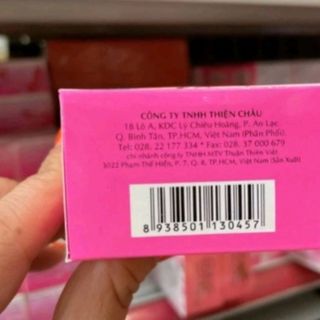 CÔNG TY TNHH THIỆN CHÂU
18 Lô A, KDC Lý Chiêu Hoàng, P. An Lạc
Q. Bình Tân, TP.HCM, Việt Nam (Phân Phối)
Tel: 028. 22 177 334 * Fax: 028. 37 000 679
chi nhánh công ty TNHH MTV Thuận Thiên Việt
3022 Phạm Thế Hiển, P. 7, Q. 8, TP.HCM, Việt Nam (Sản Xuất)
8 938501 130457